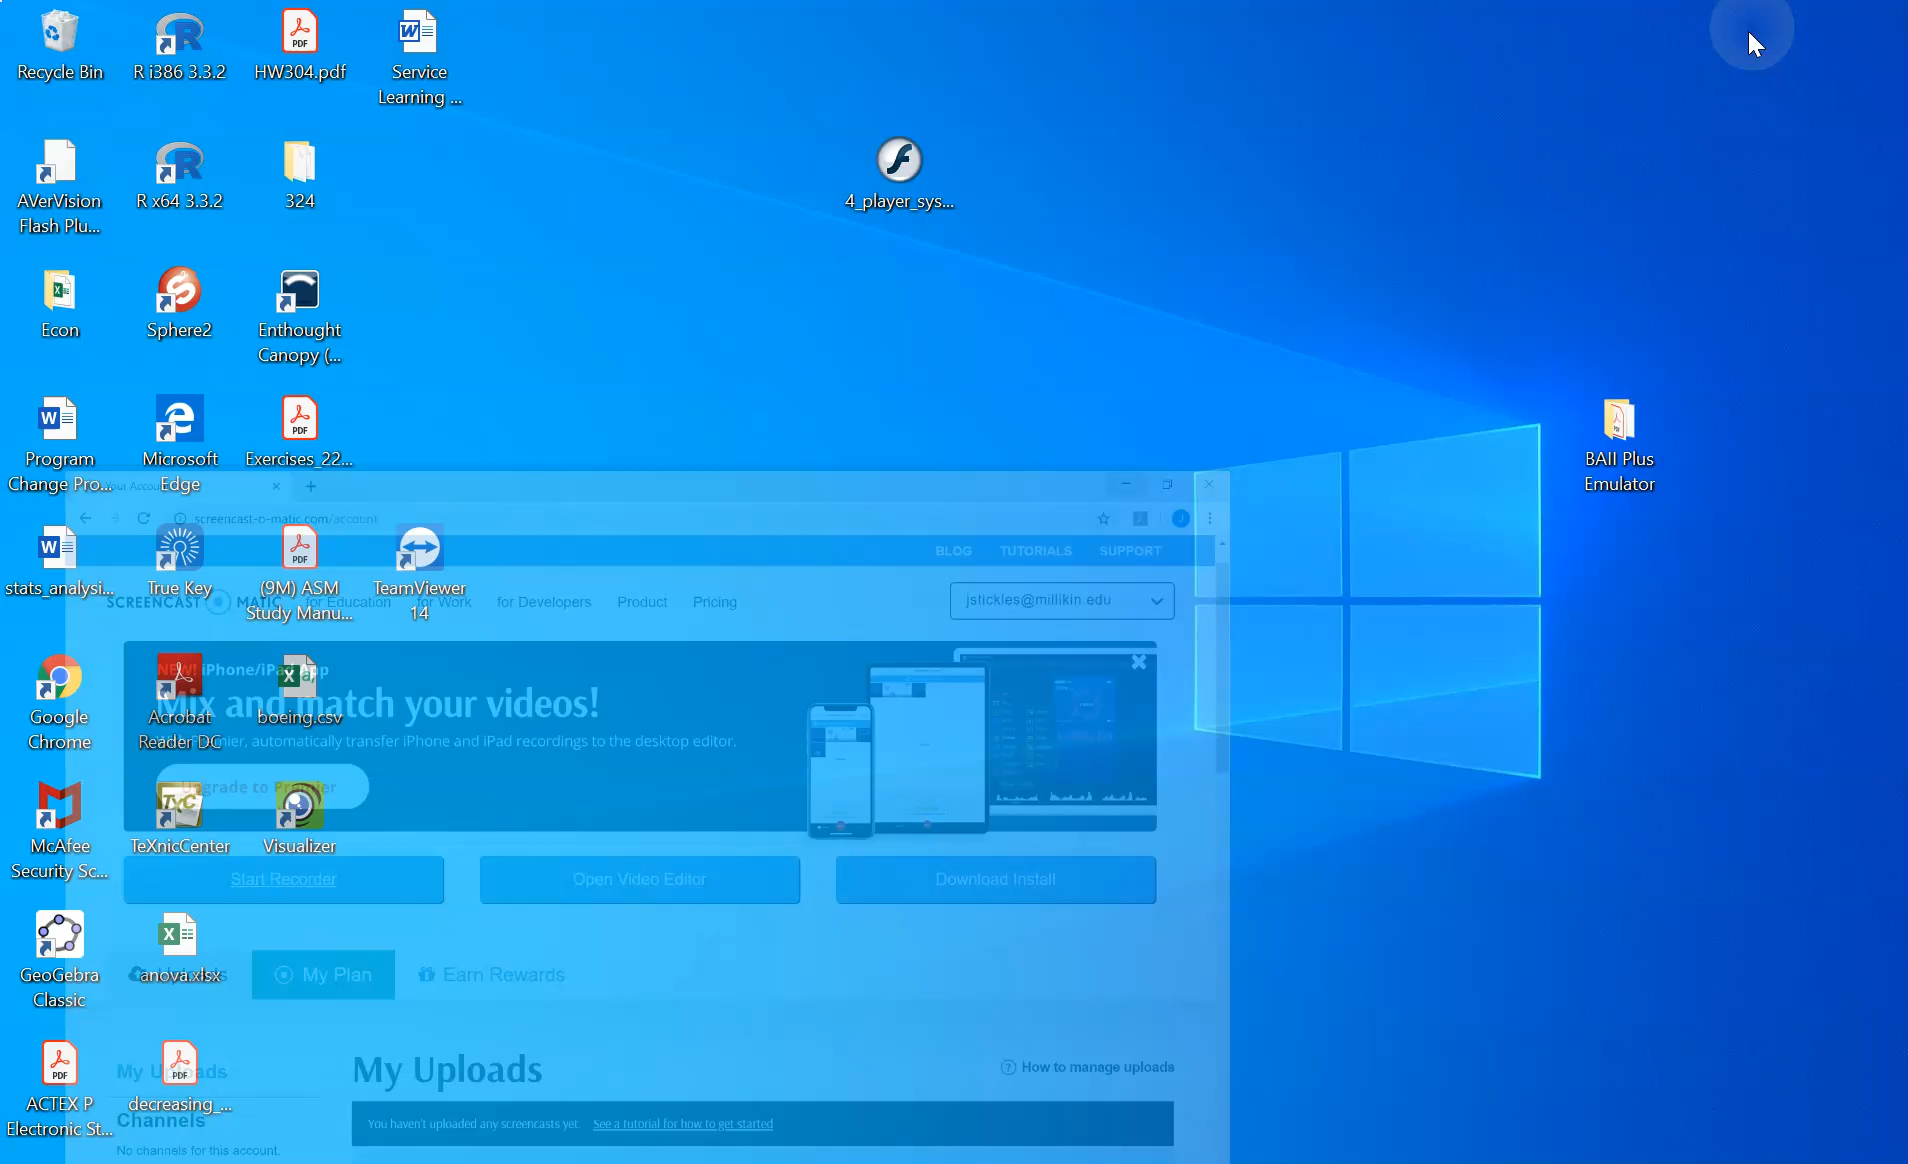 Recycle Bin
R i386 3.3.2
HW304.pdf
Service
Learning ...
AVerVision
Flash Plu...
R x64 3.3.2
324
4_player_sys...
Econ
Sphere2
Enthought
Canopy (...
Program
Change Pro...
Microsoft
Edge
Exercises_22...
BAII Plus
Emulator
screencast-o-matic.com/account
BLOG TUTORIALS SUPPORT
stats_analysi...
True Key
(9M) ASM
Study Manu...
TeamViewer
14
SCREENCAST MATIC for Education for Work for Developers Product Pricing
jstickles@millikin.edu
NEW! iPhone/iPad App
Mix and match your videos!
With Premier, automatically transfer iPhone and iPad recordings to the desktop editor.
Upgrade to Premier
Google
Chrome
Acrobat
Reader DC
boeing.csv
McAfee
Security Sc...
TeXnicCenter
Visualizer
Start Recorder
Open Video Editor
Download Install
GeoGebra
Classic
anova.xlsx
Uploads
My Plan
Earn Rewards
My Uploads
My Uploads
How to manage uploads
ACTEX P
Electronic St...
decreasing_...
Channels
No channels for this account.
You haven't uploaded any screencasts yet. See a tutorial for how to get started